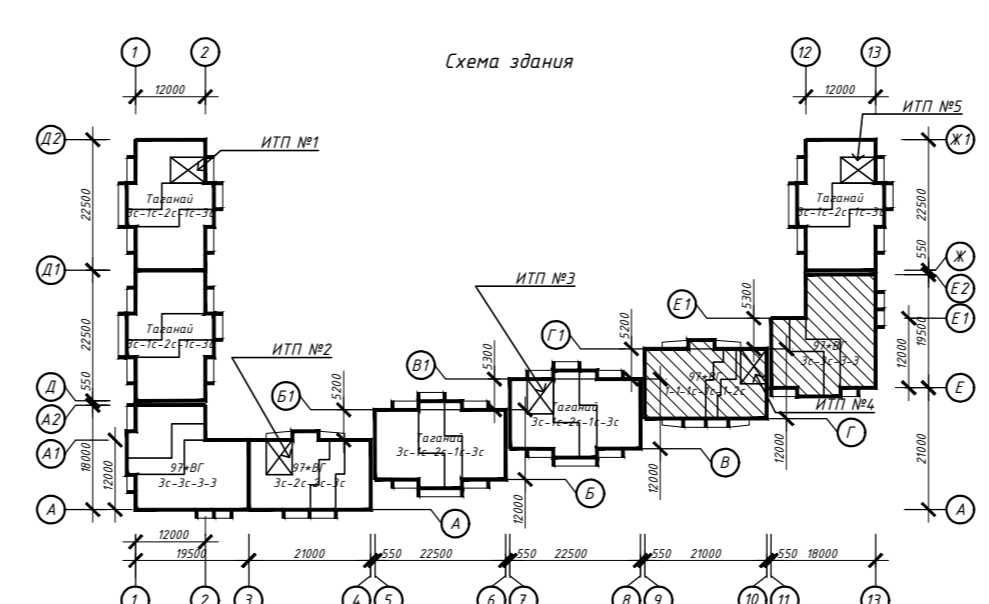 1
2
Схема здания
12
13
12000
12000
ИТП №5
Д2
ИТП №1
Ж1
Таганай
3с-1с-2с-1с-3с
Таганай
3с-1с-2с-1с-3с
22500
22500
Д1
550
Ж
ИТП №3
Е2
Е1
5300
Е1
Таганай
3с-1с-2с-1с-3с
22500
Г1
5200
19500
12000
ИТП №2
97*ВГ
3с-3с-3-3
В1
5300
97*ВГ
1-1-1с-1с-1-2с
Д
550
Б1
5200
Е
А2
Таганай
3с-1с-2с-1с-3с
ИТП №4
Таганай
3с-1с-2с-1с-3с
Г
А1
18000
12000
97*ВГ
3с-3с-3-3
97*ВГ
3с-2с-2с-3с
12000
В
12000
21000
12000
Б
А
А
А
12000
19500
21000
550
22500
550
22500
550
21000
550
18000
1
2
3
4
5
6
7
8
9
10
11
13